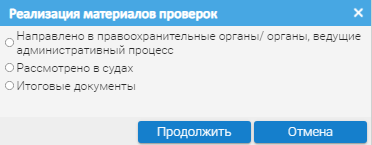 Реализация материалов проверок
Направлено в правоохранительные органы/ органы, ведущие
административный процесс
Рассмотрено в судах
Итоговые документы
Продолжить Отмена